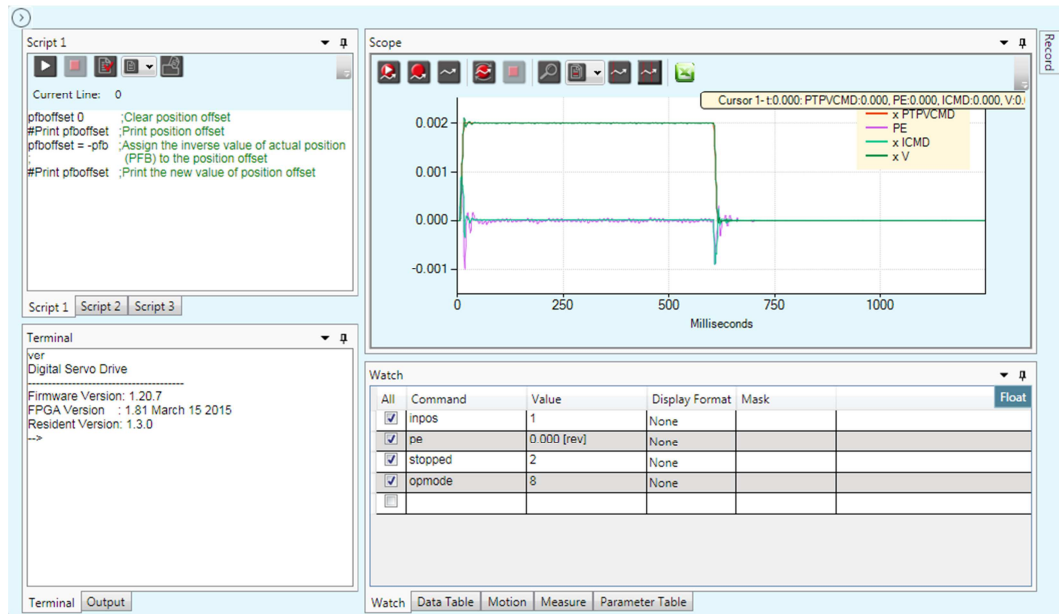 Script 1
Current Line: 0
pfboffset 0 ;Clear position offset
#Print pfboffset ;Print position offset
pfboffset = -pfb ;Assign the inverse value of actual position
; (PFB) to the position offset
#Print pfboffset ;Print the new value of position offset
Script 1 Script 2 Script 3
Terminal
ver
Digital Servo Drive
----------------------------------------
Firmware Version: 1.20.7
FPGA Version : 1.81 March 15 2015
Resident Version: 1.3.0
-->
Terminal Output
Scope
Record
Cursor 1- t:0.000: PTPVCMD:0.000, PE:0.000, ICMD:0.000, V:0.
x PTPVCMD
PE
x ICMD
x V
0.002
0.001
0.000
-0.001
0 250 500 750 1000
Milliseconds
Watch
All Command Value Display Format Mask Float
inpos 1 None
pe 0.000 [rev] None
stopped 2 None
opmode 8 None
Watch Data Table Motion Measure Parameter Table